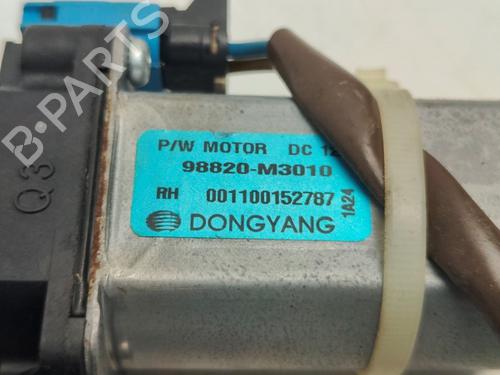 B-PARTS
Q3
P/W MOTOR DC 12
98820-M3010
RH 001100152787
1A24
DONGYANG